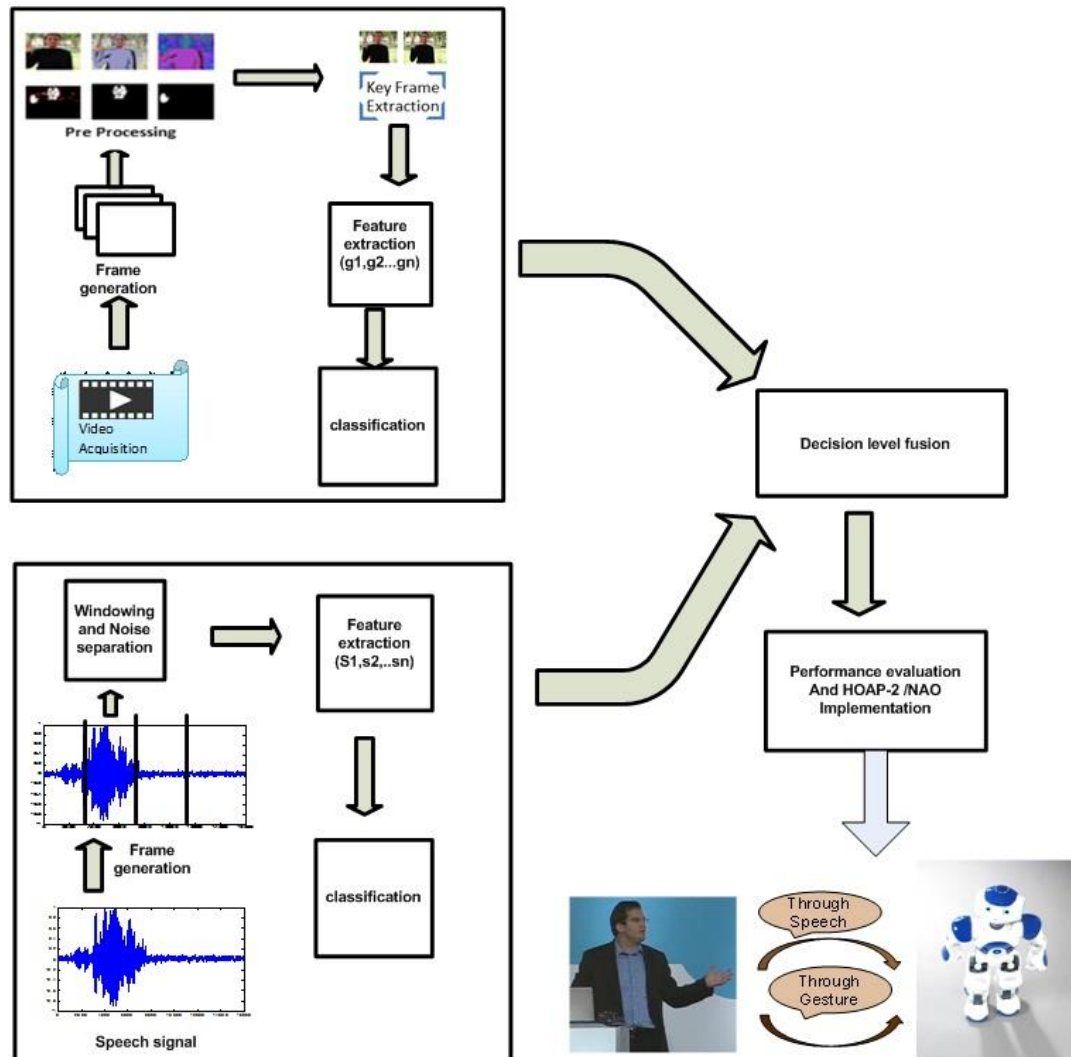 Pre Processing
Key Frame
Extraction
Frame
generation
Video
Acquisition
Feature
extraction
(g1,g2...gn)
classification
Decision level fusion
Performance evaluation
And HOAP-2 /NAO
Implementation
Windowing
and Noise
separation
Feature
extraction
(S1,s2,..sn)
Frame
generation
classification
Speech signal
Through
Speech
Through
Gesture